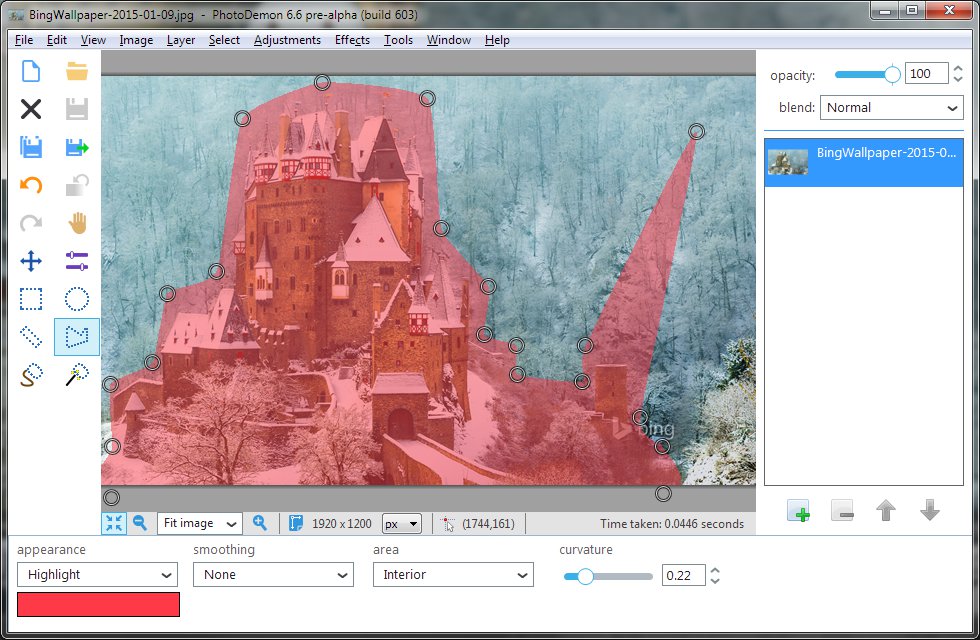 BingWallpaper-2015-01-09.jpg - PhotoDemon 6.6 pre-alpha (build 603)
File Edit View Image Layer Select Adjustments Effects Tools Window Help
opacity: 100
blend: Normal
BingWallpaper-2015-0...
bing
Fit image 1920 x 1200 px (1744,161) Time taken: 0.0446 seconds
appearance smoothing area curvature
Highlight None Interior 0.22